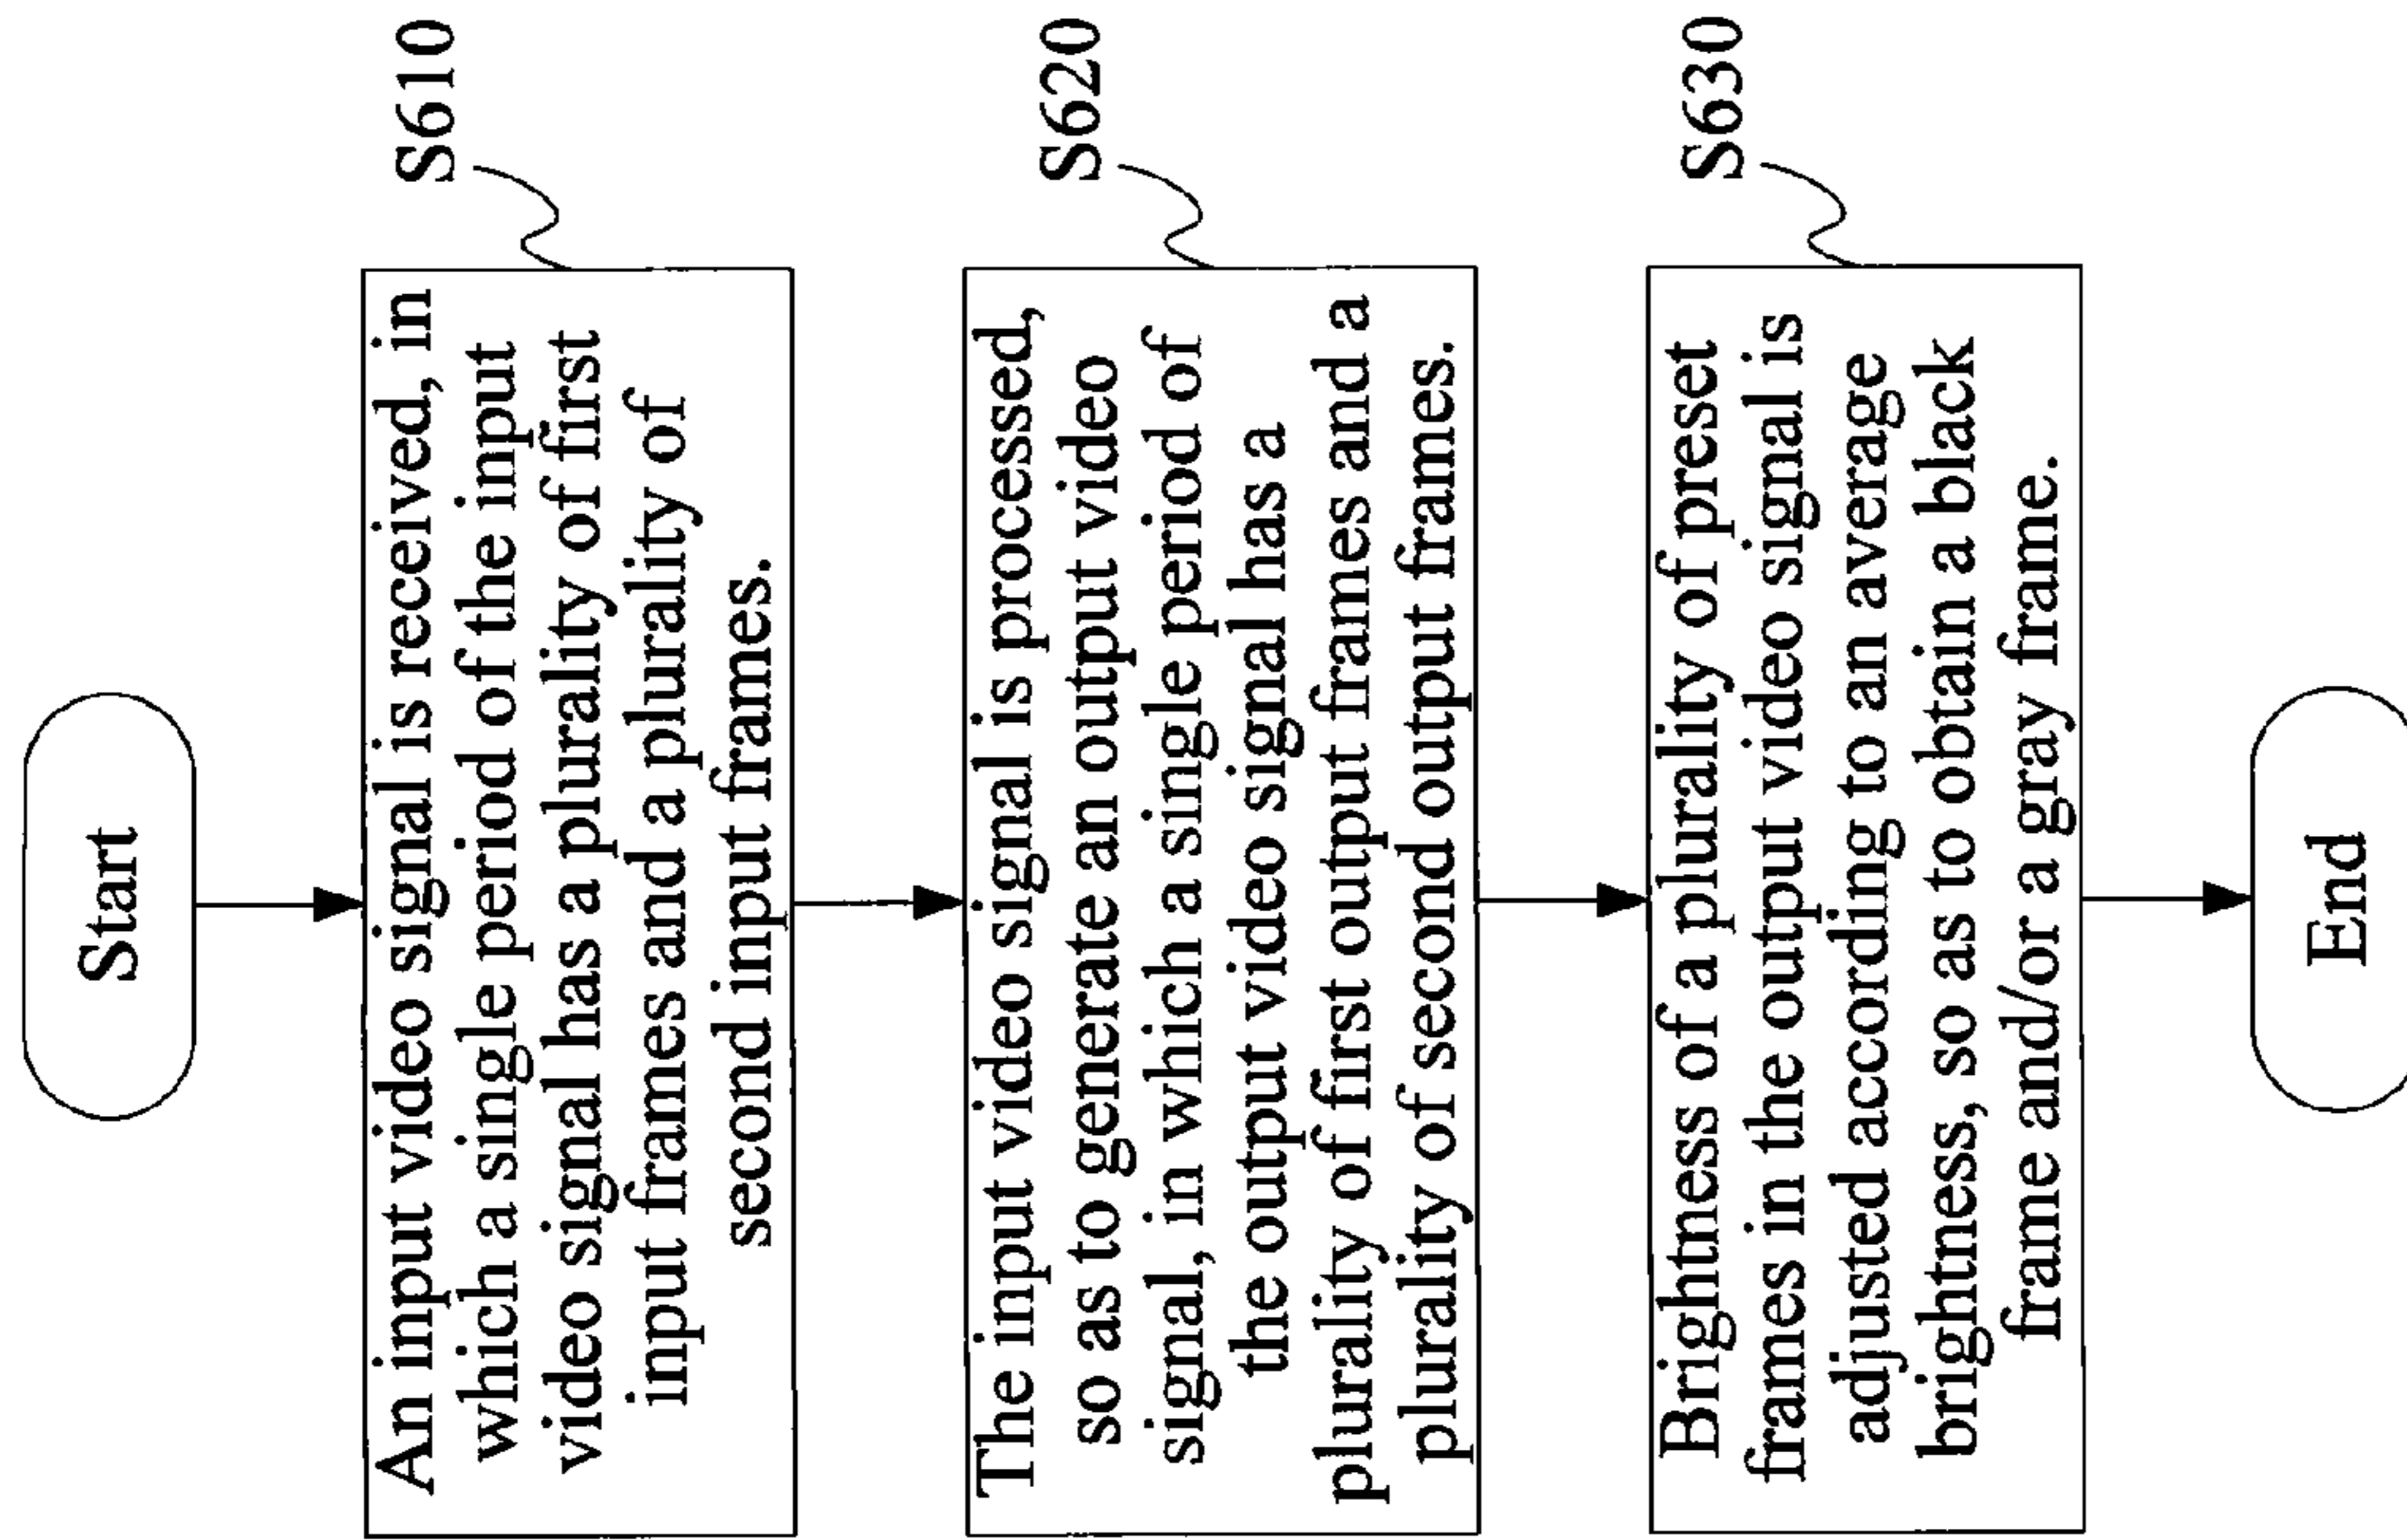 Start
An input video signal is received, in
which a single period of the input
video signal has a plurality of first
input frames and a plurality of
second input frames.
S610
The input video signal is processed,
so as to generate an output video
signal, in which a single period of
the output video signal has a
plurality of first output frames and a
plurality of second output frames.
S620
Brightness of a plurality of preset
frames in the output video signal is
adjusted according to an average
brightness, so as to obtain a black
frame and/or a gray frame.
S630
End